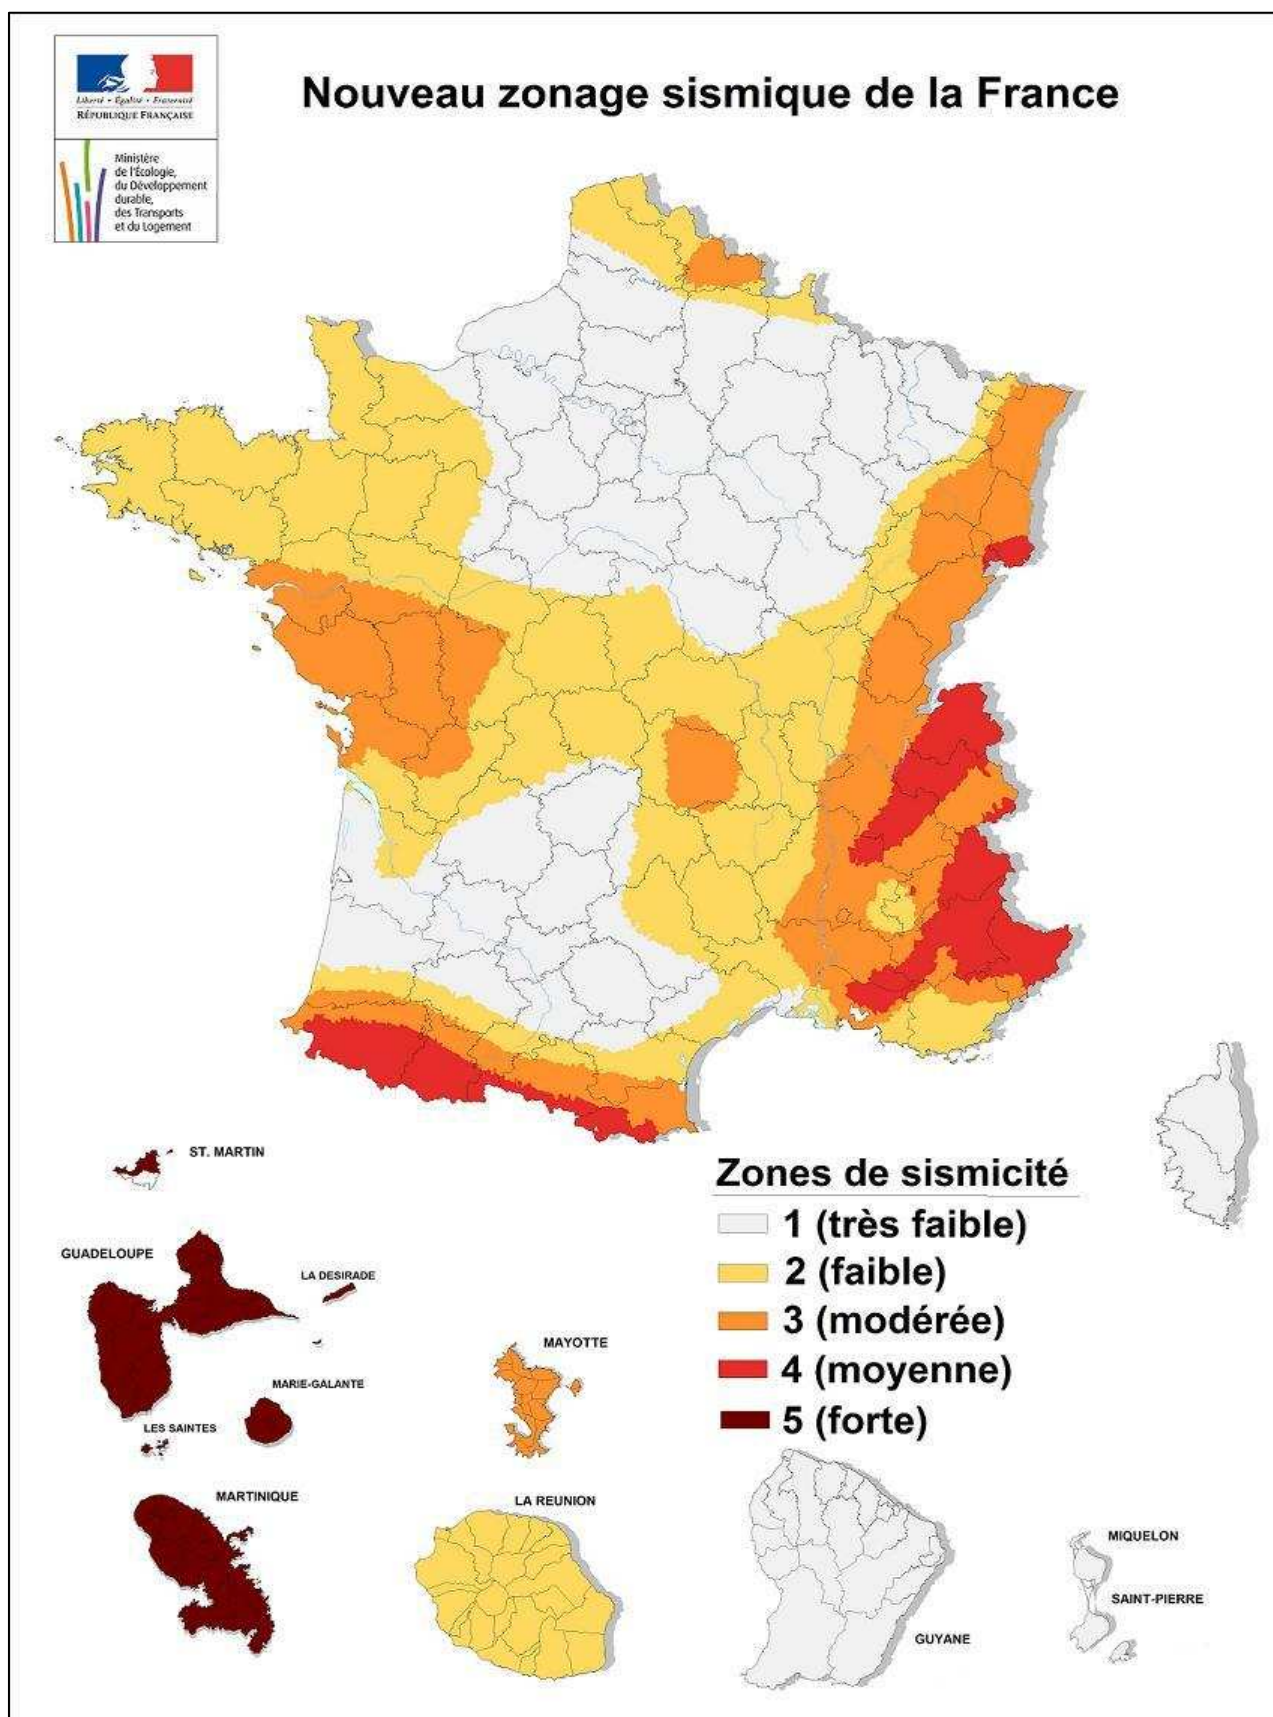 Liberté • Égalité • Fraternité
RÉPUBLIQUE FRANÇAISE
Ministère
de l'Écologie,
du Développement
durable,
des Transports
et du Logement
Nouveau zonage sismique de la France
ST. MARTIN
GUADELOUPE
LA DESIRADE
MARIE-GALANTE
LES SAINTES
MARTINIQUE
MAYOTTE
LA REUNION
Zones de sismicité
1 (très faible)
2 (faible)
3 (modérée)
4 (moyenne)
5 (forte)
GUYANE
MIQUELON
SAINT-PIERRE